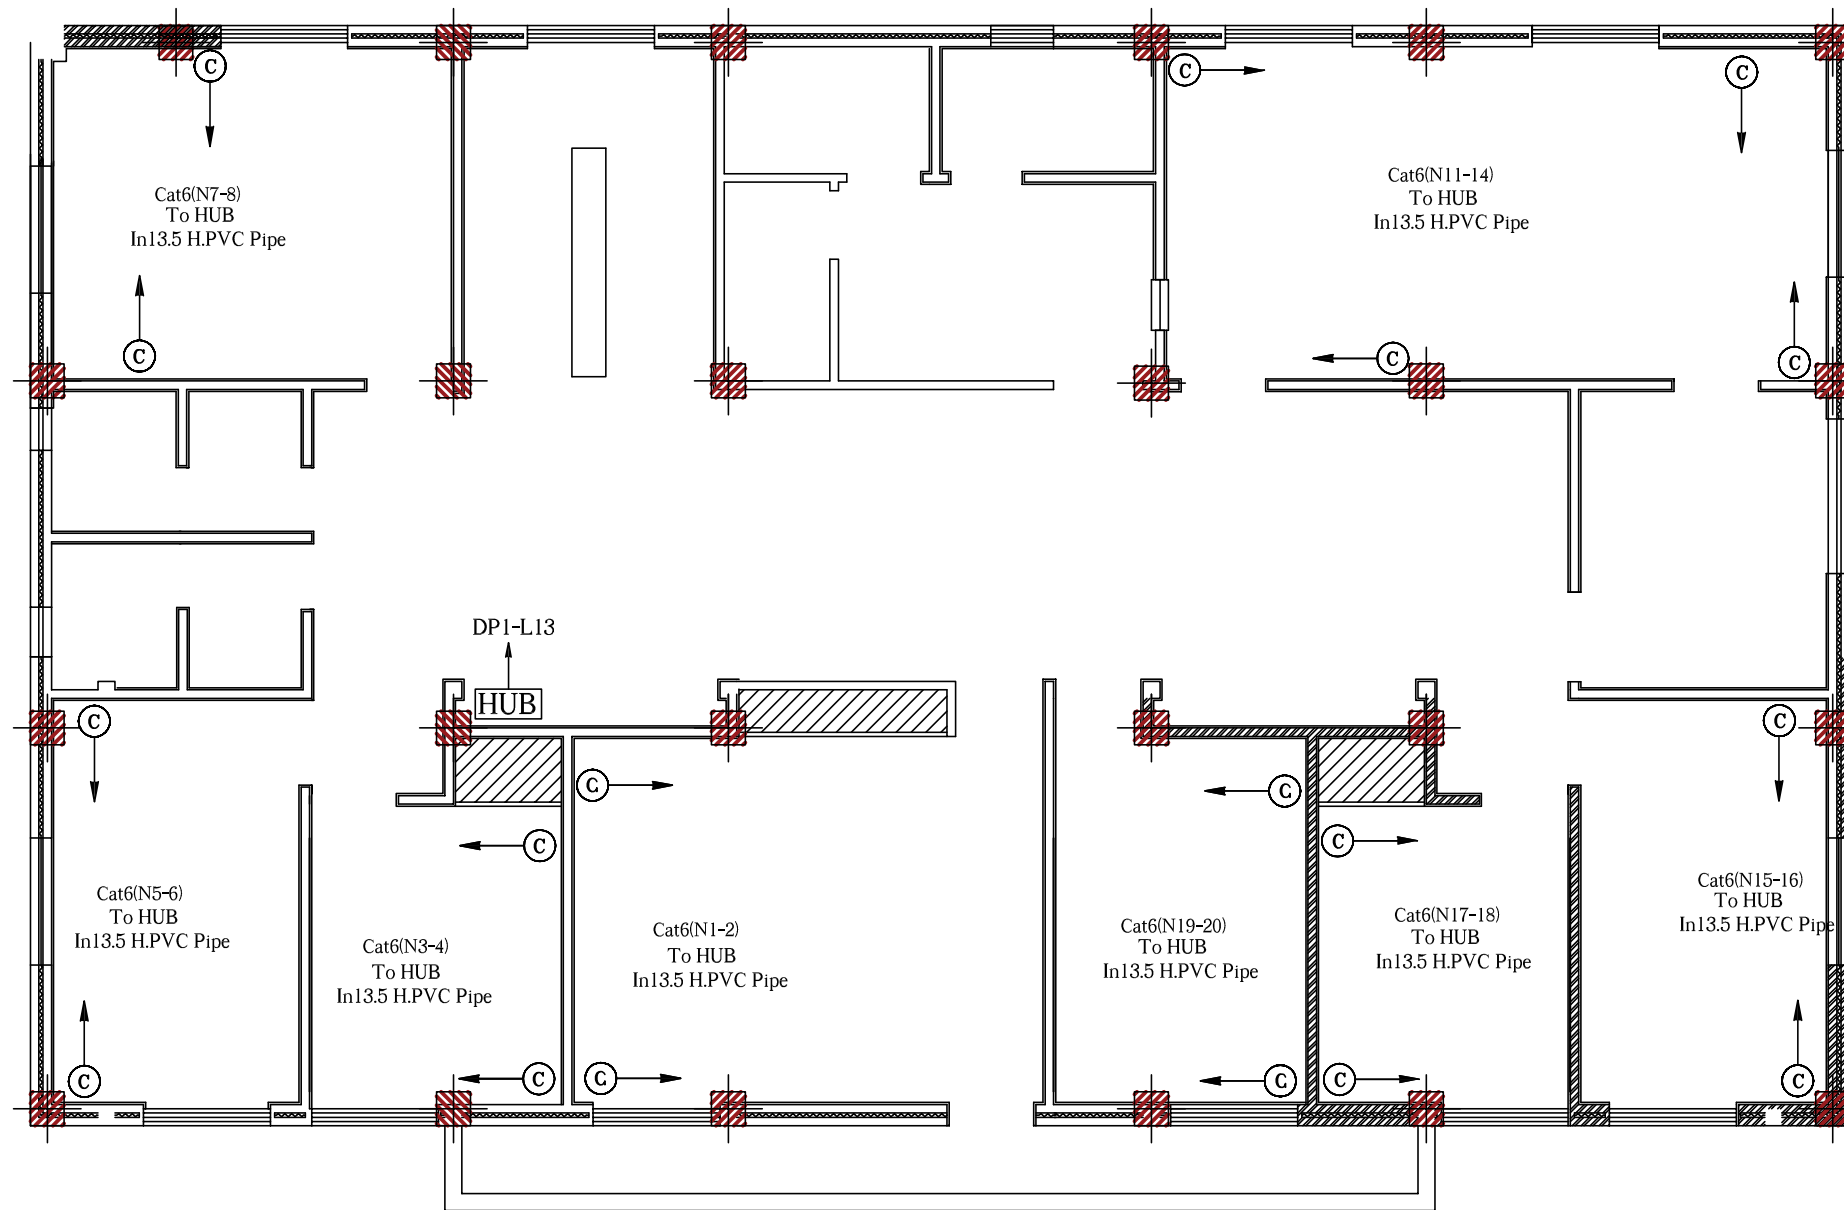 C
C
C
Cat6(N7-8)
To HUB
In13.5 H.PVC Pipe
Cat6(N11-14)
To HUB
In13.5 H.PVC Pipe
C
C
C
DP1-L13
HUB
C
C
C
C
C
C
Cat6(N5-6)
To HUB
In13.5 H.PVC Pipe
Cat6(N3-4)
To HUB
In13.5 H.PVC Pipe
Cat6(N1-2)
To HUB
In13.5 H.PVC Pipe
Cat6(N19-20)
To HUB
In13.5 H.PVC Pipe
Cat6(N17-18)
To HUB
In13.5 H.PVC Pipe
Cat6(N15-16)
To HUB
In13.5 H.PVC Pipe
C
C
C
C
C
C